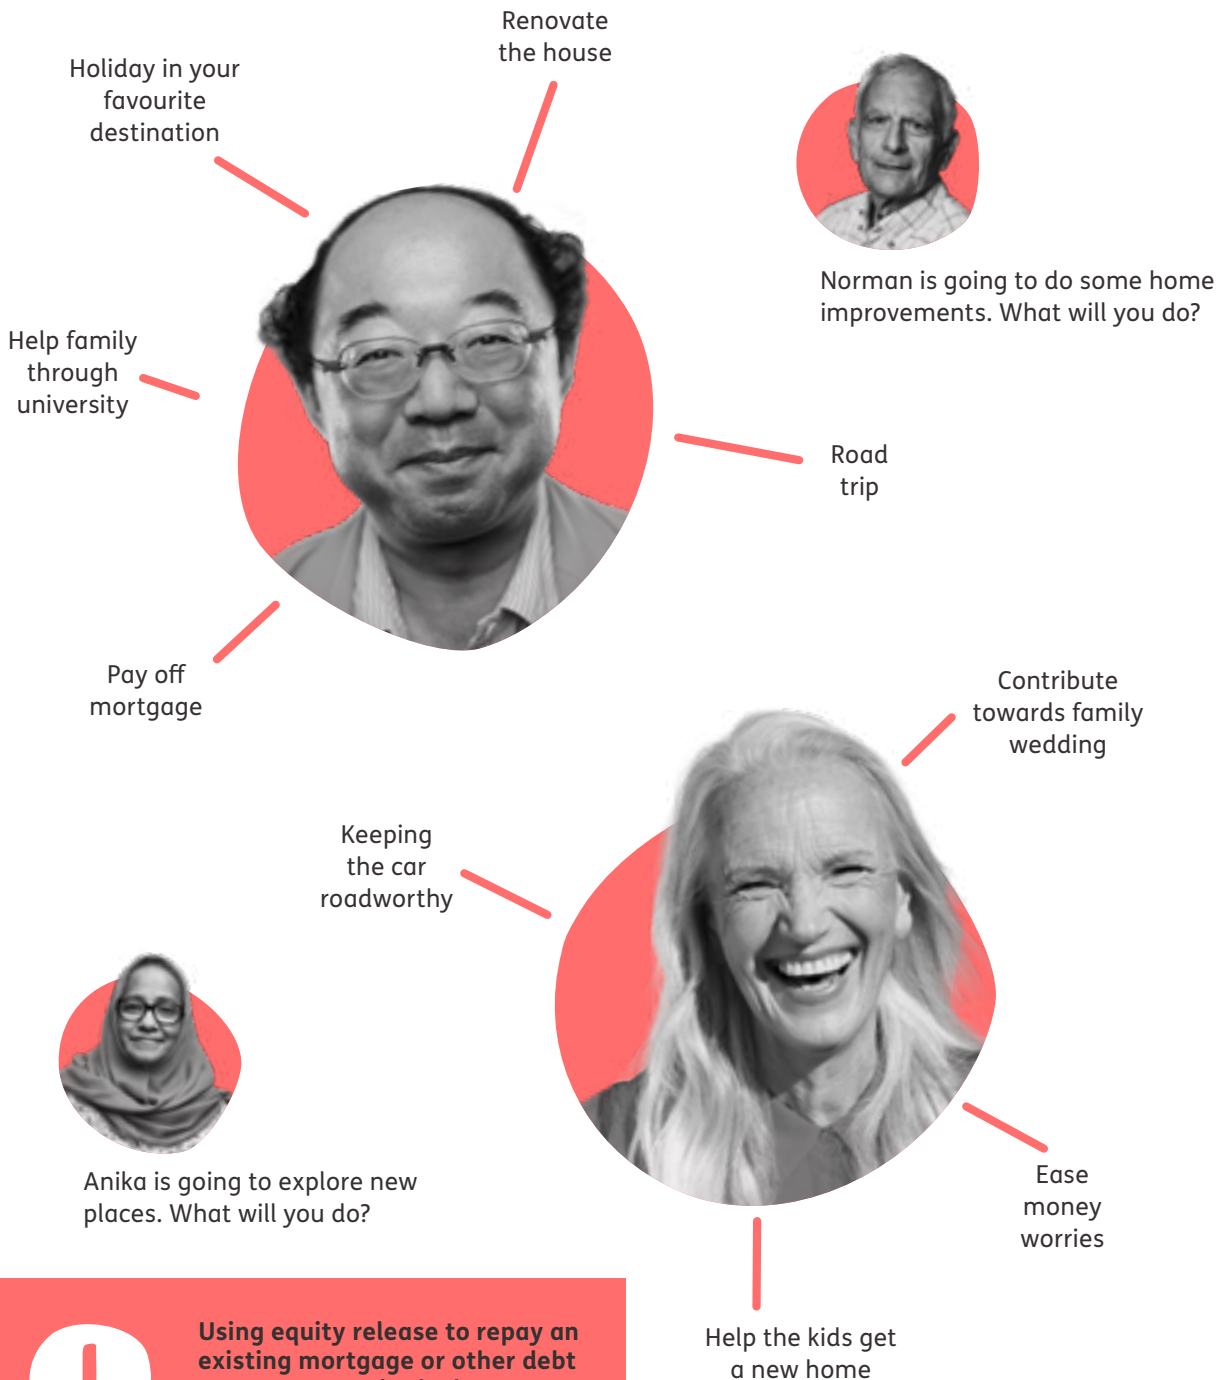 Renovate
the house
Holiday in your
favourite
destination
Norman is going to do some home
improvements. What will you do?
Help family
through
university
Road
trip
Pay off
mortgage
Contribute
towards family
wedding
Keeping
the car
roadworthy
Anika is going to explore new
places. What will you do?
Ease
money
worries
Help the kids get
a new home
Using equity release to repay an
existing mortgage or other debt